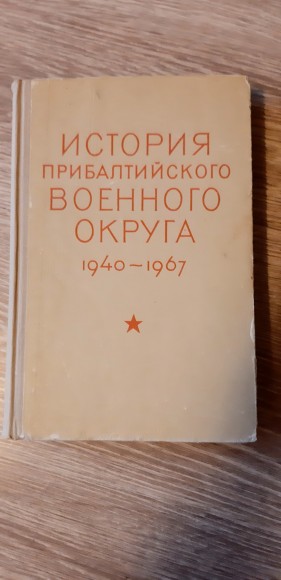 ИСТОРИЯ
ПРИБАЛТИЙСКОГО
ВОЕННОГО
ОКРУГА
1940–1967